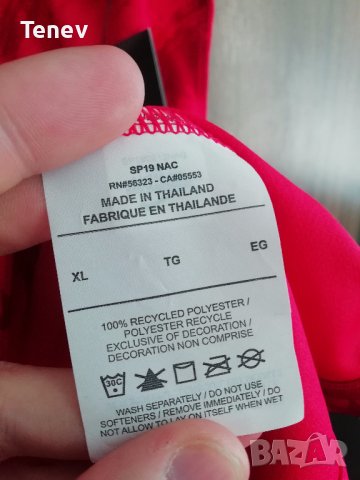 Tenev
SP19 NAC
RN#56323 - CA#05553
MADE IN THAILAND
FABRIQUE EN THAILANDE
XL TG EG
100% RECYCLED POLYESTER /
POLYESTER RECYCLE
EXCLUSIVE OF DECORATION /
DECORATION NON COMPRISE
30C
WASH SEPARATELY / DO NOT USE
SOFTENERS / REMOVE IMMEDIATELY / DO
NOT ALLOW TO LAY ON ITSELF WHEN WET
BAZAR